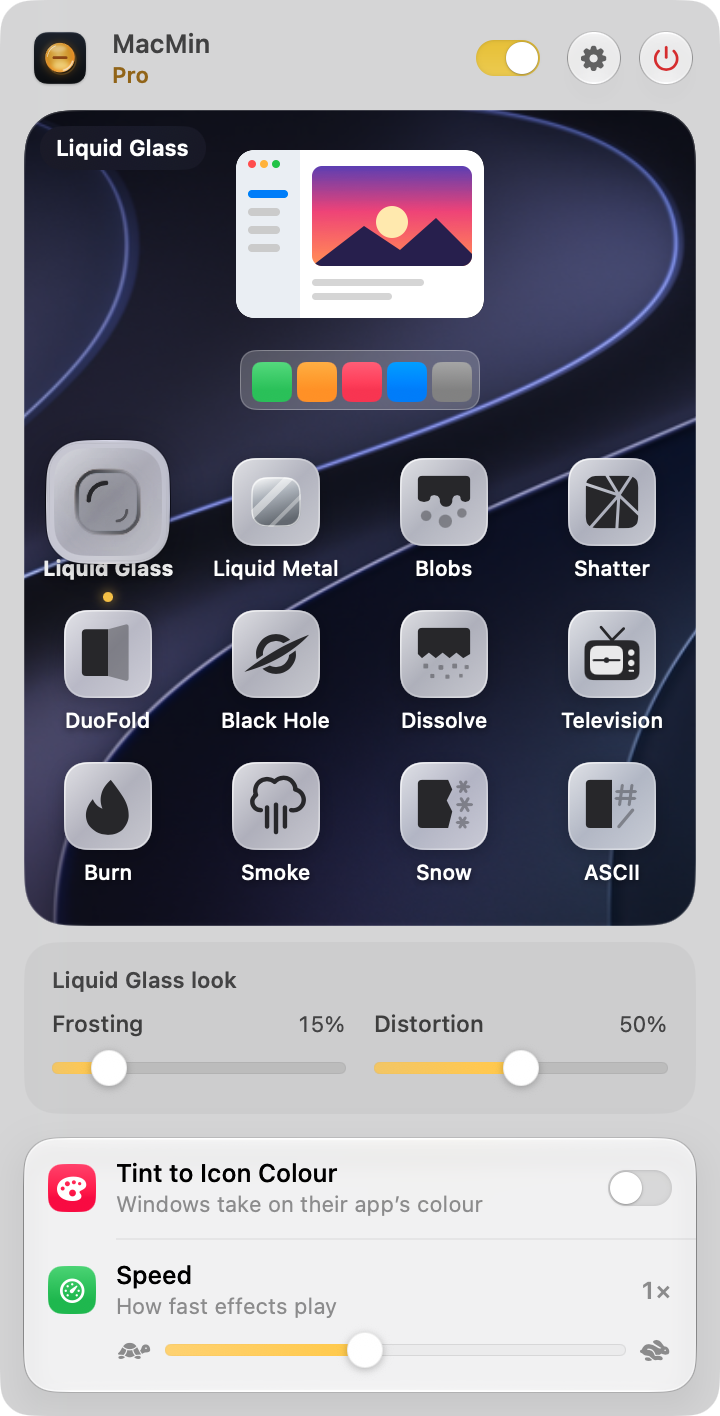 MacMin
Pro
Liquid Glass
Liquid Glass
Liquid Metal
Blobs
Shatter
DuoFold
Black Hole
Dissolve
Television
Burn
Smoke
Snow
ASCII
Liquid Glass look
Frosting 15% Distortion 50%
Tint to Icon Colour
Windows take on their app’s colour
Speed
How fast effects play
1×